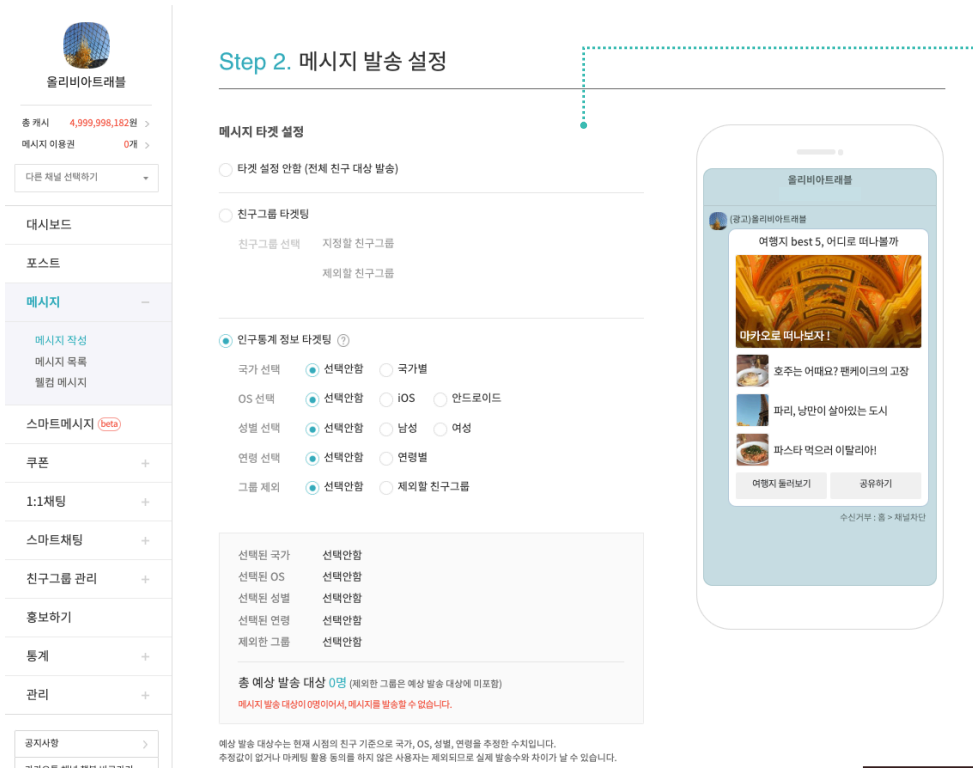 올리비아트래블
총 캐시 4,999,998,182원
메시지 이용권 0개
다른 채널 선택하기
대시보드
포스트
메시지
메시지 작성
메시지 목록
웰컴 메시지
스마트메시지 beta
쿠폰
1:1채팅
스마트채팅
친구그룹 관리
홍보하기
통계
관리
공지사항
Step 2. 메시지 발송 설정
메시지 타겟 설정
타겟 설정 안함 (전체 친구 대상 발송)
친구그룹 타겟팅
친구그룹 선택 지정할 친구그룹
제외할 친구그룹
인구통계 정보 타겟팅 ?
국가 선택 선택안함 국가별
OS 선택 선택안함 iOS 안드로이드
성별 선택 선택안함 남성 여성
연령 선택 선택안함 연령별
그룹 제외 선택안함 제외할 친구그룹
선택된 국가 선택안함
선택된 OS 선택안함
선택된 성별 선택안함
선택된 연령 선택안함
제외한 그룹 선택안함
총 예상 발송 대상 0명 (제외한 그룹은 예상 발송 대상에 미포함)
메시지 발송 대상이 0명이어서, 메시지를 발송할 수 없습니다.
예상 발송 대상수는 현재 시점의 친구 기준으로 국가, OS, 성별, 연령을 추정한 수치입니다.
추정값이 없거나 마케팅 활용 동의를 하지 않은 사용자는 제외되므로 실제 발송수와 차이가 날 수 있습니다.
올리비아트래블
(광고)올리비아트래블
여행지 best 5, 어디로 떠나볼까
마카오로 떠나보자 !
호주는 어때요? 팬케이크의 고장
파리, 낭만이 살아있는 도시
파스타 먹으러 이탈리아!
여행지 둘러보기 공유하기
수신거부 : 홈 > 채널차단